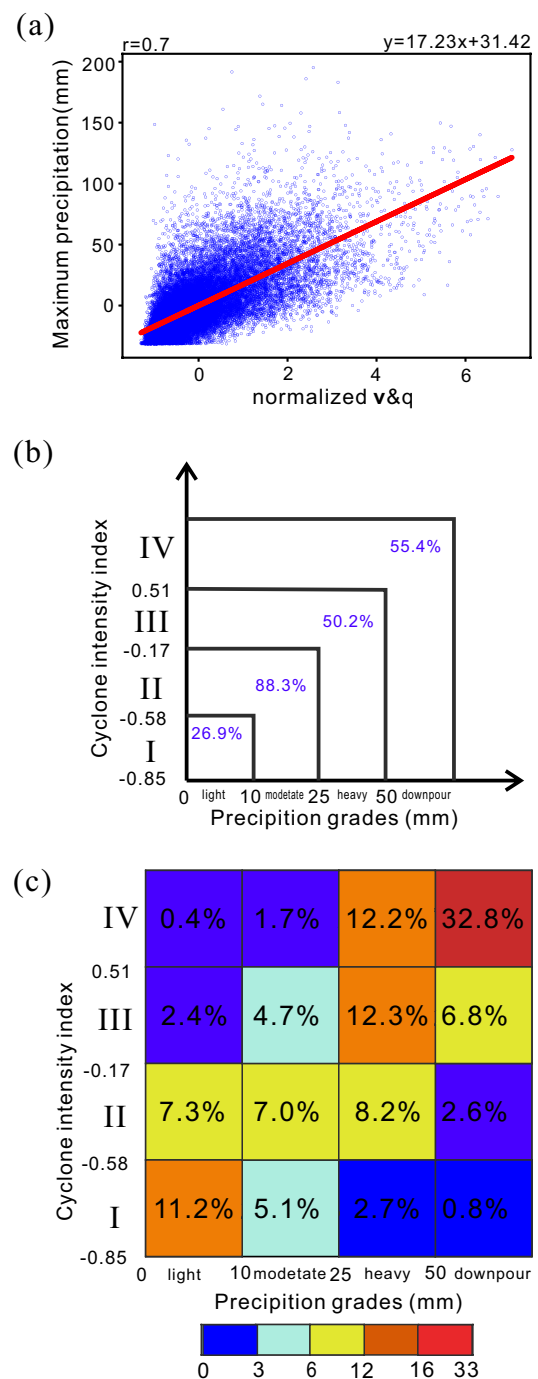 (a)
r=0.7 y=17.23x+31.42
Maximum precipitation(mm)
200
150
100
50
0
0 2 4 6
normalized v&q
(b)
Cyclone intensity index
IV
55.4%
0.51
III
50.2%
-0.17
II
88.3%
-0.58
26.9%
I
-0.85
0 light 10 modetate 25 heavy 50 downpour
Precipition grades (mm)
(c)
Cyclone intensity index
IV 0.4% 1.7% 12.2% 32.8%
0.51
III 2.4% 4.7% 12.3% 6.8%
-0.17
II 7.3% 7.0% 8.2% 2.6%
-0.58
I 11.2% 5.1% 2.7% 0.8%
-0.85
0 light 10 modetate 25 heavy 50 downpour
Precipition grades (mm)
0 3 6 12 16 33